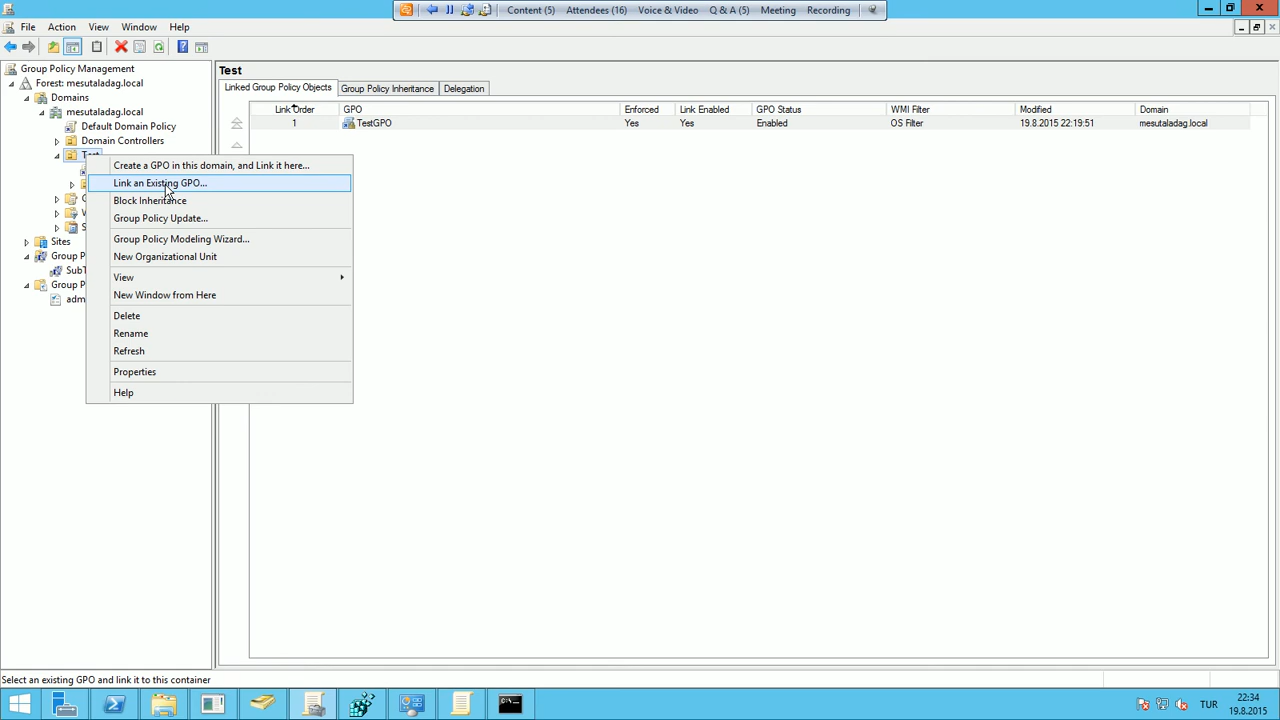 Content (5) Attendees (16) Voice & Video Q & A (5) Meeting Recording
File Action View Window Help
Group Policy Management
Forest: mesutaladag.local
Domains
mesutaladag.local
Default Domain Policy
Domain Controllers
Test
Sites
Group P
SubT
Group P
adm
Create a GPO in this domain, and Link it here...
Link an Existing GPO...
Block Inheritance
Group Policy Update...
Group Policy Modeling Wizard...
New Organizational Unit
View
New Window from Here
Delete
Rename
Refresh
Properties
Help
Test
Linked Group Policy Objects Group Policy Inheritance Delegation
Link Order GPO Enforced Link Enabled GPO Status WMI Filter Modified Domain
1 TestGPO Yes Yes Enabled OS Filter 19.8.2015 22:19:51 mesutaladag.local
Select an existing GPO and link it to this container
TUR
22:34
19.8.2015